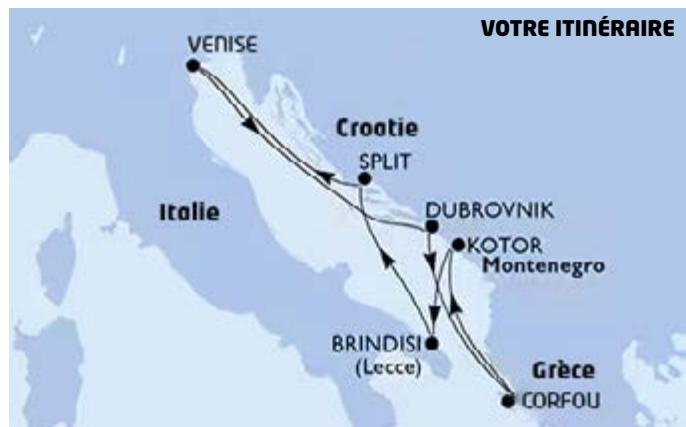 VOTRE ITINÉRAIRE
VENISE
Croatie
SPLIT
Italie
DUBROVNIK
KOTOR
Montenegro
BRINDISI
(Lecce)
Grèce
CORFOU